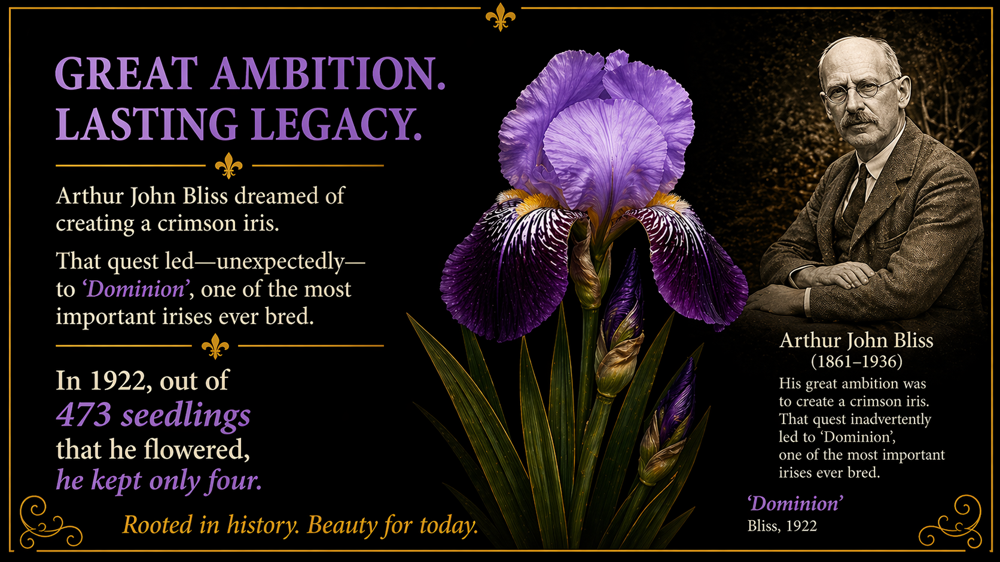 GREAT AMBITION.
LASTING LEGACY.
Arthur John Bliss dreamed of
creating a crimson iris.
That quest led—unexpectedly—
to ‘Dominion’, one of the most
important irises ever bred.
In 1922, out of
473 seedlings
that he flowered,
he kept only four.
Rooted in history. Beauty for today.
Arthur John Bliss
(1861–1936)
His great ambition was
to create a crimson iris.
That quest inadvertently
led to ‘Dominion’,
one of the most important
irises ever bred.
‘Dominion’
Bliss, 1922